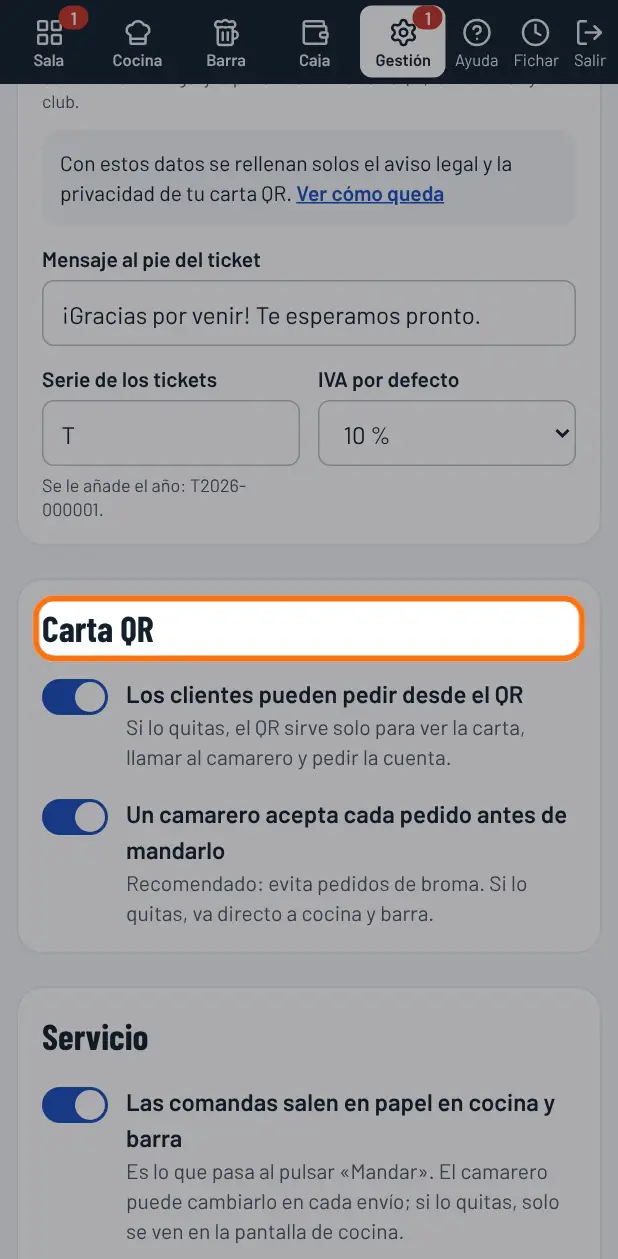 1
1
Sala
Cocina
Barra
Caja
Gestión
Ayuda
Fichar
Salir
club.
Con estos datos se rellenan solos el aviso legal y la
privacidad de tu carta QR. Ver cómo queda
Mensaje al pie del ticket
¡Gracias por venir! Te esperamos pronto.
Serie de los tickets
IVA por defecto
T
10 %
Se le añade el año: T2026-
000001.
Carta QR
Los clientes pueden pedir desde el QR
Si lo quitas, el QR sirve solo para ver la carta,
llamar al camarero y pedir la cuenta.
Un camarero acepta cada pedido antes de
mandarlo
Recomendado: evita pedidos de broma. Si lo
quitas, va directo a cocina y barra.
Servicio
Las comandas salen en papel en cocina y
barra
Es lo que pasa al pulsar «Mandar». El camarero
puede cambiarlo en cada envío; si lo quitas, solo
se ven en la pantalla de cocina.